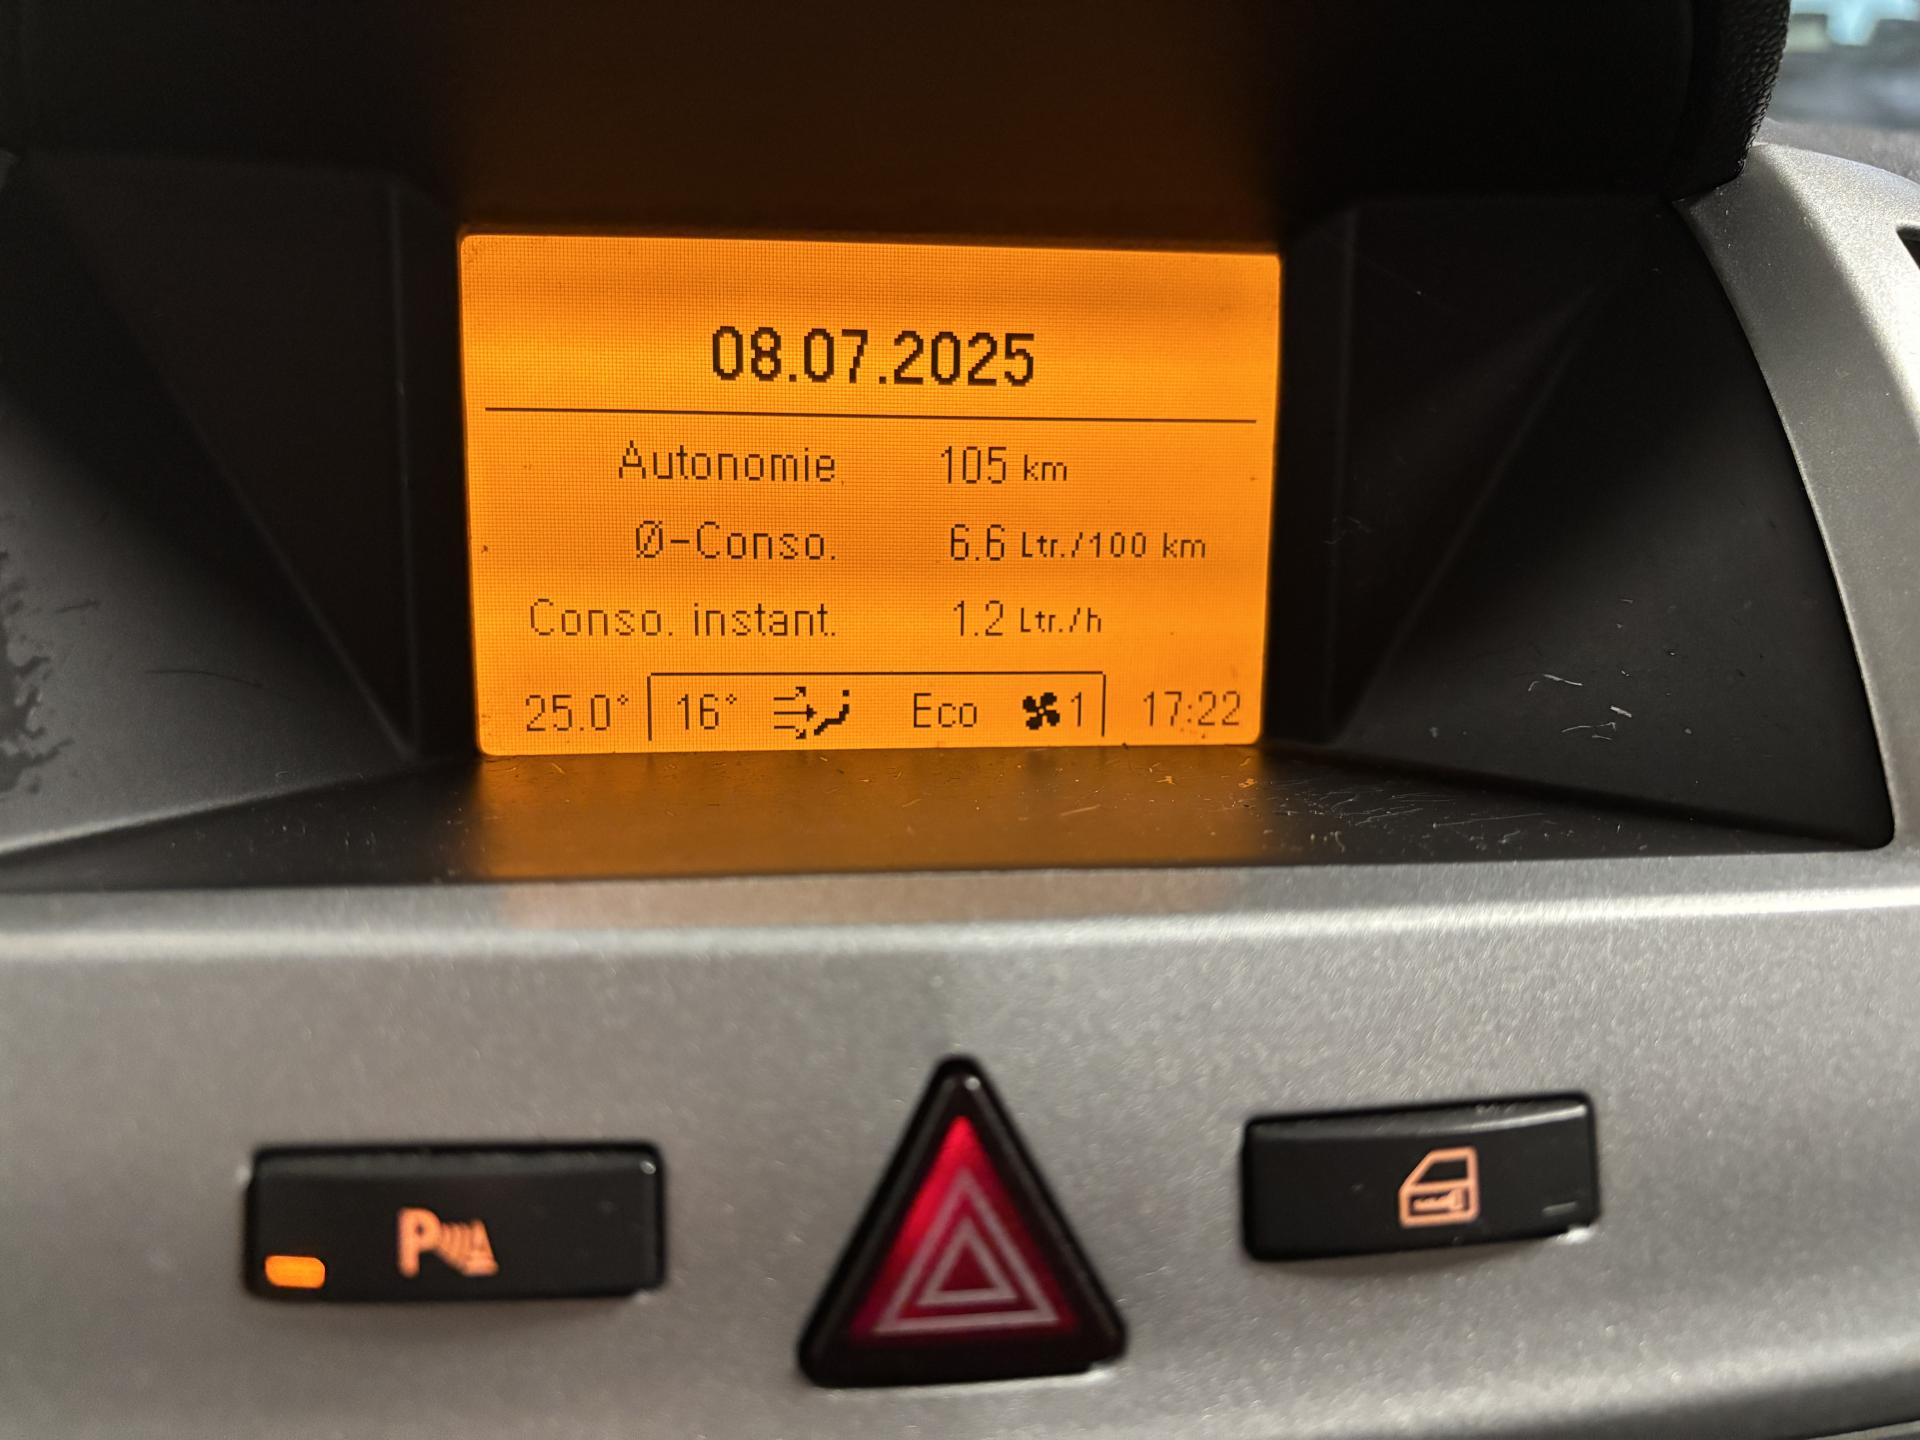 08.07.2025
Autonomie 105 km
Ø-Conso. 6.6 Ltr./100 km
Conso. instant. 1.2 Ltr./h
25.0° 16° Eco 1 17:22
P